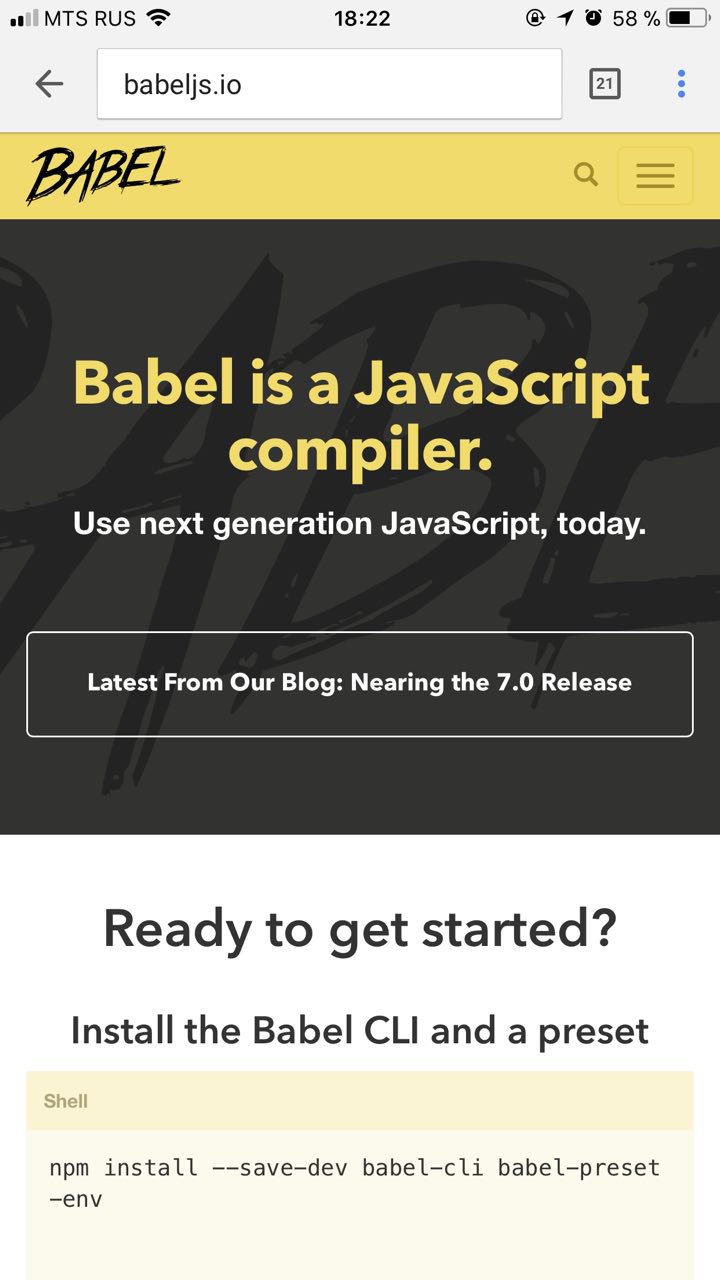 MTS RUS 18:22 58 %
babeljs.io 21
BABEL
Babel is a JavaScript
compiler.
Use next generation JavaScript, today.
Latest From Our Blog: Nearing the 7.0 Release
Ready to get started?
Install the Babel CLI and a preset
Shell
npm install --save-dev babel-cli babel-preset
-env